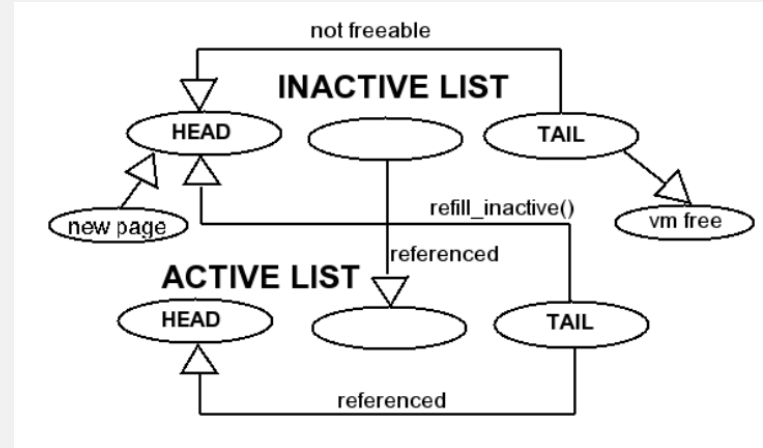 not freeable
INACTIVE LIST
HEAD
TAIL
new page
refill_inactive()
vm free
referenced
ACTIVE LIST
HEAD
TAIL
referenced